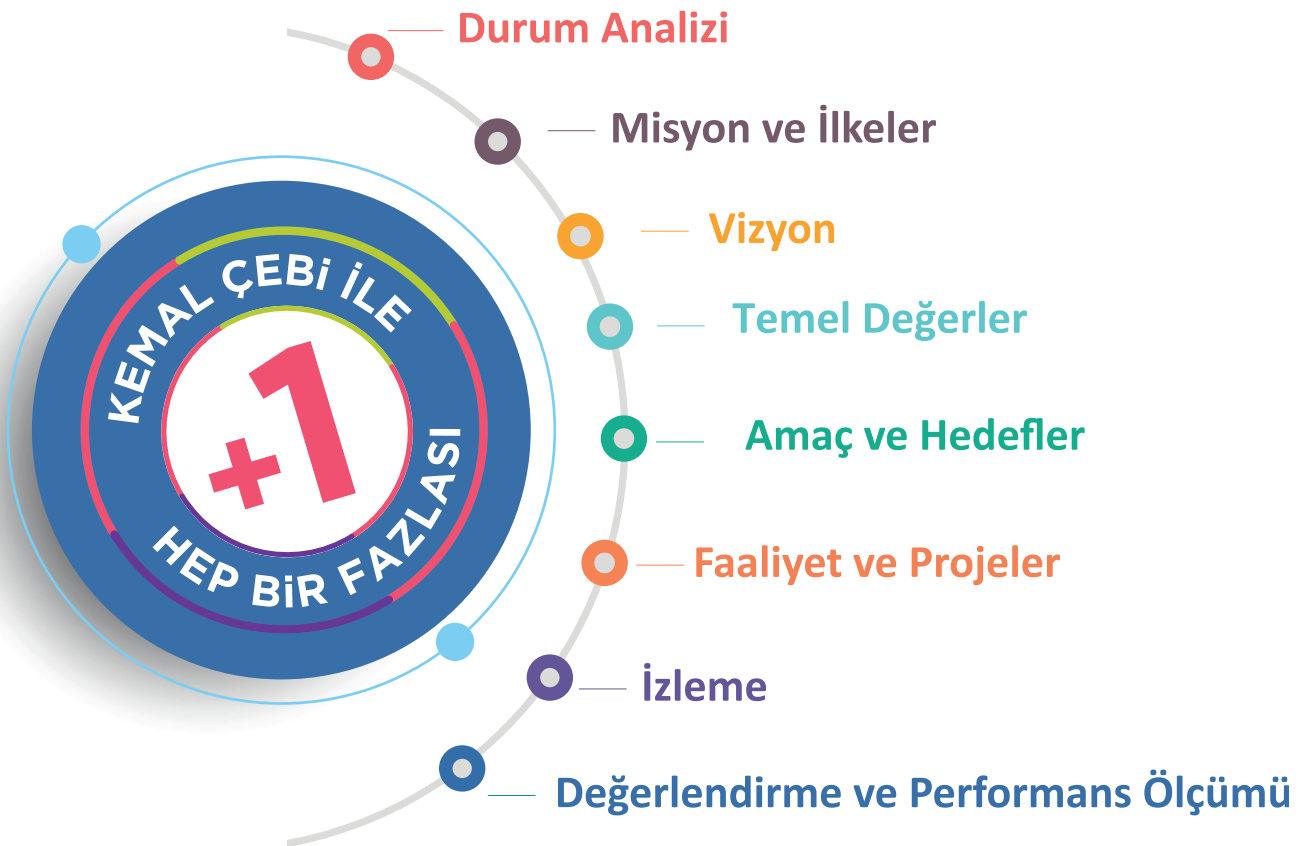 Durum Analizi
Misyon ve İlkeler
Vizyon
Temel Değerler
Amaç ve Hedefler
Faaliyet ve Projeler
İzleme
Değerlendirme ve Performans Ölçümü
KEMAL ÇEBİ İLE
+1
HEP BİR FAZLASI